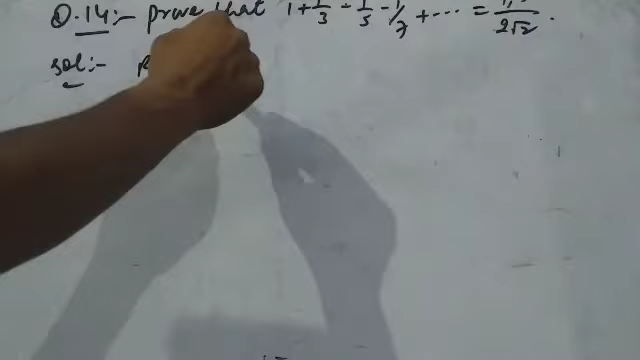 Q.14:- prove that 1 + 1/3 - 1/5 - 1/7 + ... = π/2√2.
sol:-